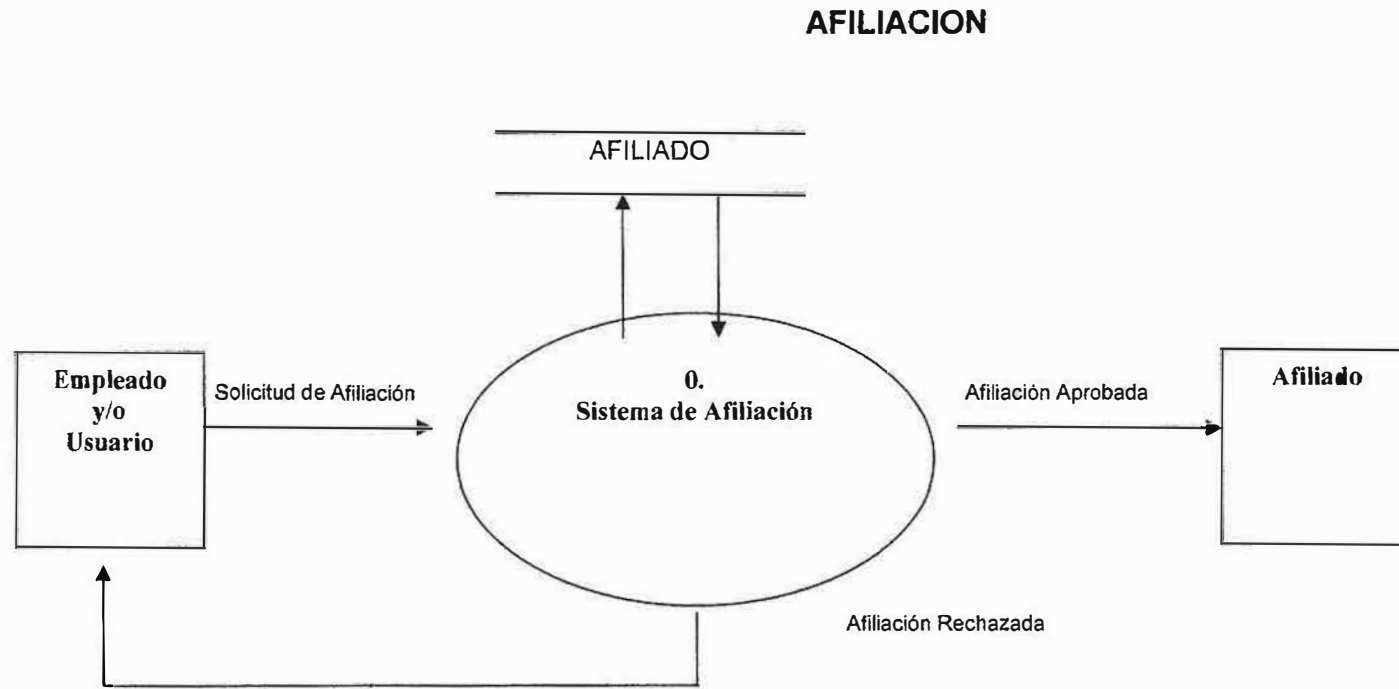 AFILIACION
AFILIADO
Empleado
y/o
Usuario
Solicitud de Afiliación
0.
Sistema de Afiliación
Afiliación Aprobada
Afiliado
Afiliación Rechazada